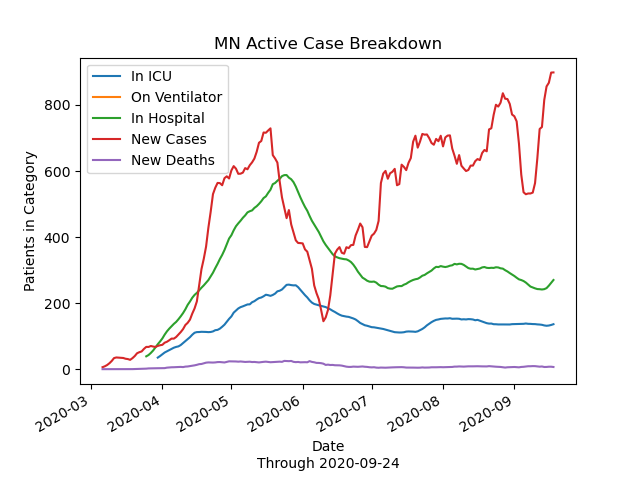 MN Active Case Breakdown
In ICU
On Ventilator
In Hospital
New Cases
New Deaths
Patients in Category
800
600
400
200
0
2020-03
2020-04
2020-05
2020-06
2020-07
2020-08
2020-09
Date
Through 2020-09-24